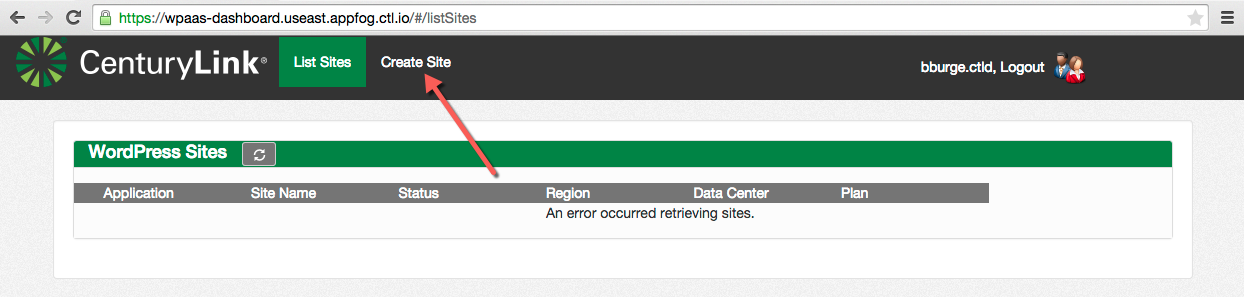 https://wpaas-dashboard.useast.appfog.ctl.io/#/listSites
CenturyLink® List Sites Create Site bburge.ctld, Logout
WordPress Sites
Application Site Name Status Region Data Center Plan
An error occurred retrieving sites.